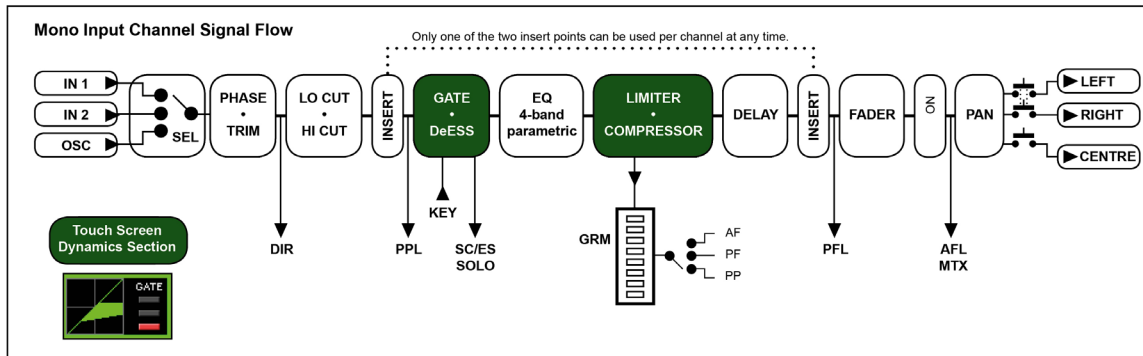 Mono Input Channel Signal Flow
Only one of the two insert points can be used per channel at any time.
IN 1
IN 2
OSC
SEL
PHASE
·
TRIM
LO CUT
·
HI CUT
INSERT
GATE
·
DeESS
EQ
4-band
parametric
LIMITER
·
COMPRESSOR
DELAY
INSERT
FADER
ON
PAN
LEFT
RIGHT
CENTRE
DIR
PPL
KEY
SC/ES
SOLO
GRM
AF
PF
PP
PFL
AFL
MTX
Touch Screen
Dynamics Section
GATE